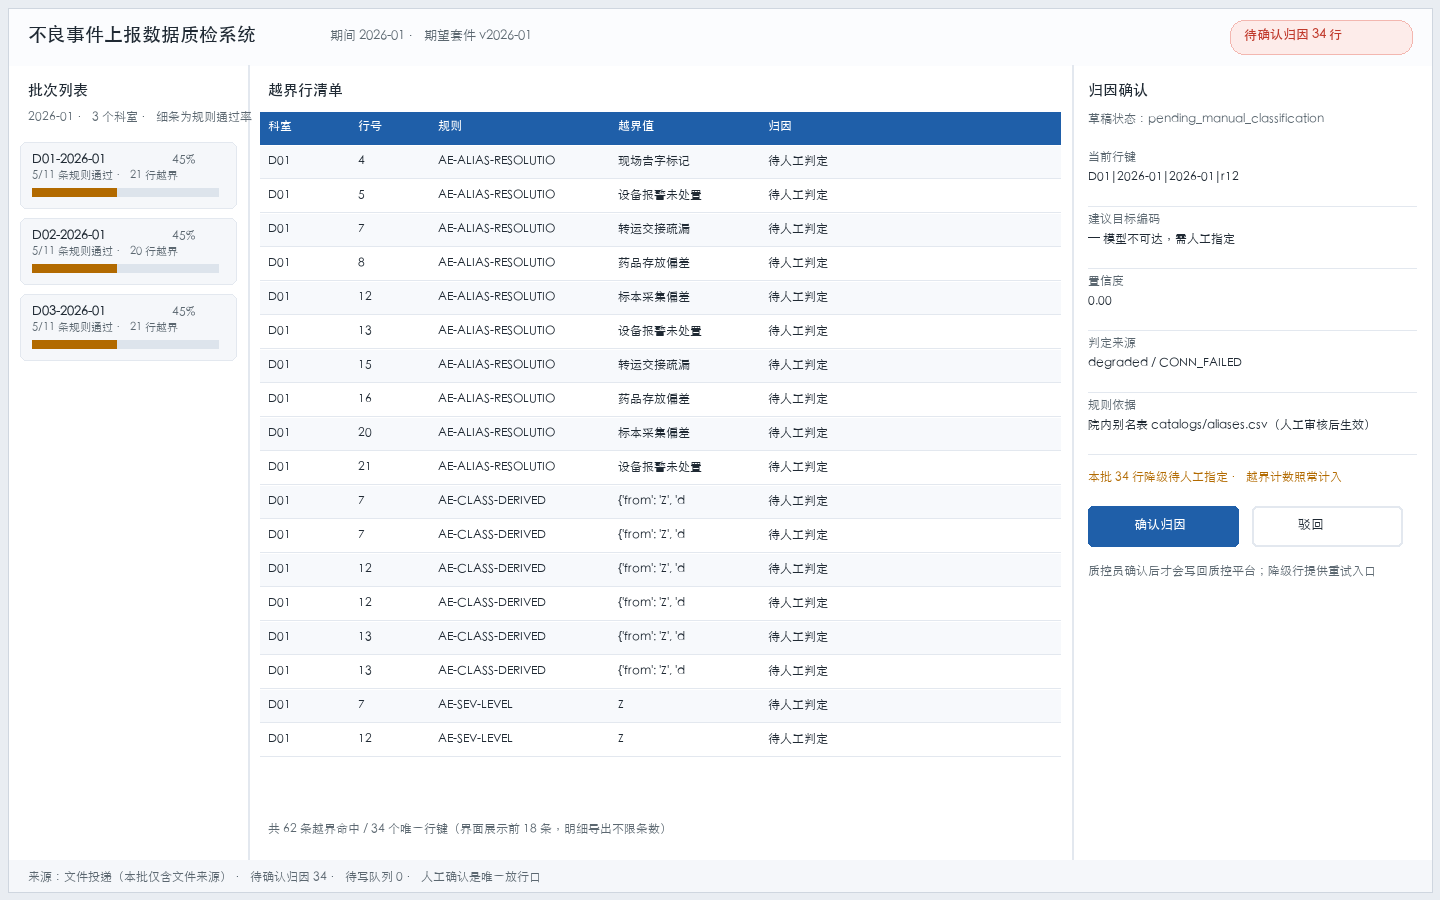 不良事件上报数据质检系统
期间 2026-01 · 期望套件 v2026-01
待确认归因 34 行
批次列表
2026-01 · 3 个科室 · 细条为规则通过率
D01-2026-01 45%
5/11 条规则通过 · 21 行越界
D02-2026-01 45%
5/11 条规则通过 · 20 行越界
D03-2026-01 45%
5/11 条规则通过 · 21 行越界
越界行清单
科室 行号 规则 越界值 归因
D01 4 AE-ALIAS-RESOLUTIO 现场告字标记 待人工判定
D01 5 AE-ALIAS-RESOLUTIO 设备报警未处置 待人工判定
D01 7 AE-ALIAS-RESOLUTIO 转运交接疏漏 待人工判定
D01 8 AE-ALIAS-RESOLUTIO 药品存放偏差 待人工判定
D01 12 AE-ALIAS-RESOLUTIO 标本采集偏差 待人工判定
D01 13 AE-ALIAS-RESOLUTIO 设备报警未处置 待人工判定
D01 15 AE-ALIAS-RESOLUTIO 转运交接疏漏 待人工判定
D01 16 AE-ALIAS-RESOLUTIO 药品存放偏差 待人工判定
D01 20 AE-ALIAS-RESOLUTIO 标本采集偏差 待人工判定
D01 21 AE-ALIAS-RESOLUTIO 设备报警未处置 待人工判定
D01 7 AE-CLASS-DERIVED {'from': 'Z', 'd 待人工判定
D01 7 AE-CLASS-DERIVED {'from': 'Z', 'd 待人工判定
D01 12 AE-CLASS-DERIVED {'from': 'Z', 'd 待人工判定
D01 12 AE-CLASS-DERIVED {'from': 'Z', 'd 待人工判定
D01 13 AE-CLASS-DERIVED {'from': 'Z', 'd 待人工判定
D01 13 AE-CLASS-DERIVED {'from': 'Z', 'd 待人工判定
D01 7 AE-SEV-LEVEL Z 待人工判定
D01 12 AE-SEV-LEVEL Z 待人工判定
共 62 条越界命中 / 34 个唯一行键（界面展示前 18 条，明细导出不限条数）
归因确认
草稿状态：pending_manual_classification
当前行键
D01|2026-01|2026-01|r12
建议目标编码
— 模型不可达，需人工指定
置信度
0.00
判定来源
degraded / CONN_FAILED
规则依据
院内别名表 catalogs/aliases.csv（人工审核后生效）
本批 34 行降级待人工指定 · 越界计数照常计入
确认归因
驳回
质控员确认后才会写回质控平台；降级行提供重试入口
来源：文件投递（本批仅含文件来源） · 待确认归因 34 · 待写队列 0 · 人工确认是唯一放行口